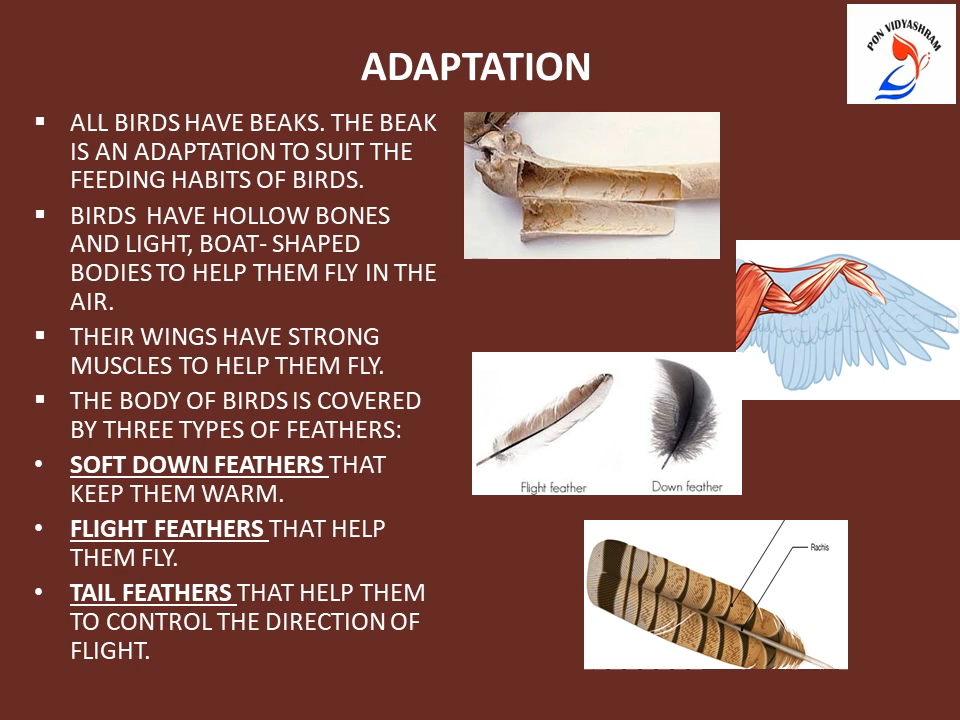 PON VIDYASHRAM
ADAPTATION
▪ ALL BIRDS HAVE BEAKS. THE BEAK
IS AN ADAPTATION TO SUIT THE
FEEDING HABITS OF BIRDS.
▪ BIRDS HAVE HOLLOW BONES
AND LIGHT, BOAT- SHAPED
BODIES TO HELP THEM FLY IN THE
AIR.
▪ THEIR WINGS HAVE STRONG
MUSCLES TO HELP THEM FLY.
▪ THE BODY OF BIRDS IS COVERED
BY THREE TYPES OF FEATHERS:
• SOFT DOWN FEATHERS THAT
KEEP THEM WARM.
• FLIGHT FEATHERS THAT HELP
THEM FLY.
• TAIL FEATHERS THAT HELP THEM
TO CONTROL THE DIRECTION OF
FLIGHT.
Flight feather
Down feather
Rachis